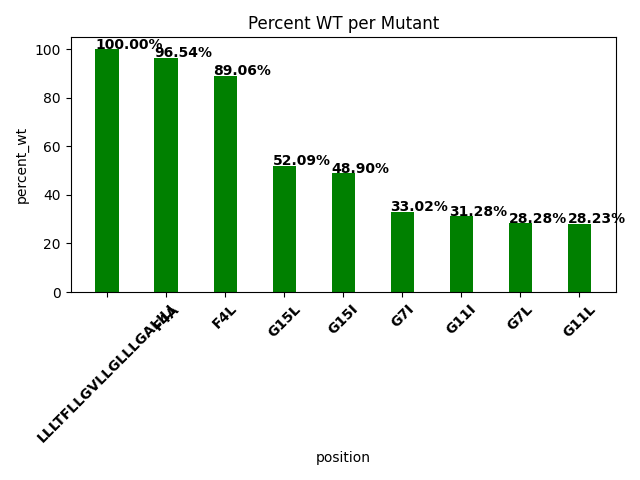 Percent WT per Mutant
percent_wt
100
80
60
40
20
0
100.00%
96.54%
89.06%
52.09%
48.90%
33.02%
31.28%
28.28%
28.23%
F4A
F4L
G15L
G15I
G7I
G11I
G7L
G11L
position